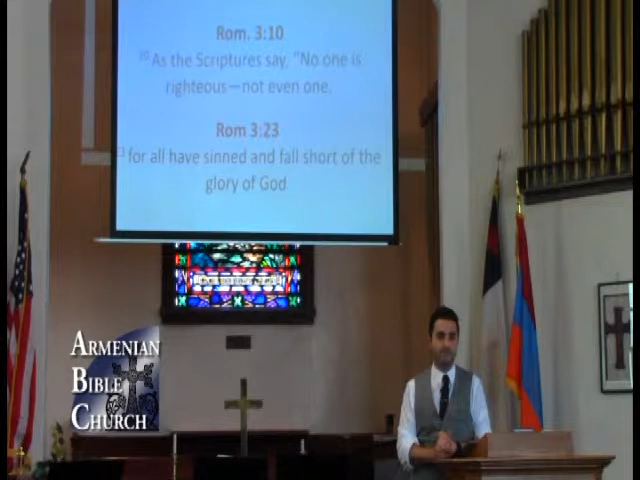 Rom. 3:10
10 As the Scriptures say, "No one is
righteous—not even one.
Rom 3:23
23 for all have sinned and fall short of the
glory of God
ARMENIAN
BIBLE
CHURCH